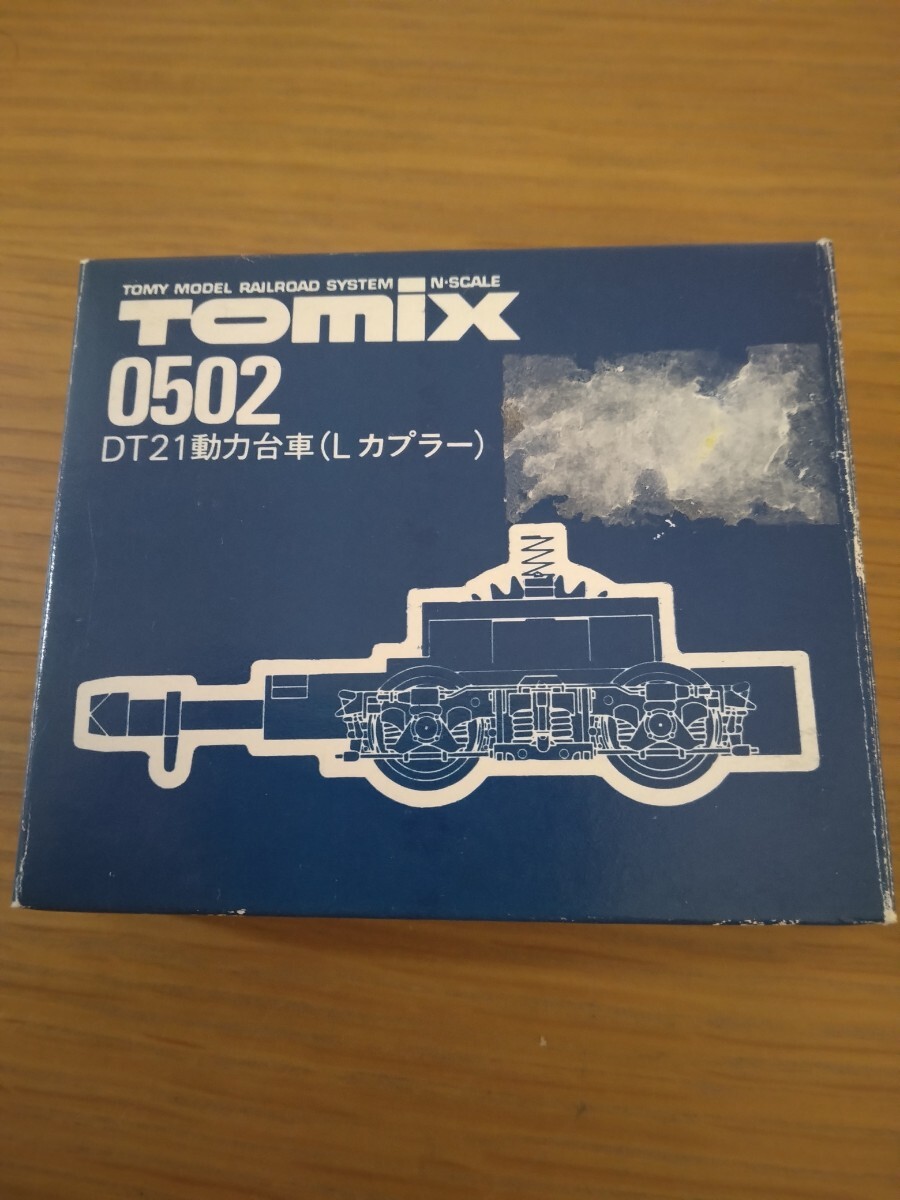 TOMY MODEL RAILROAD SYSTEM N·SCALE
TOMIX
0502
DT21動力台車(Lカプラー)